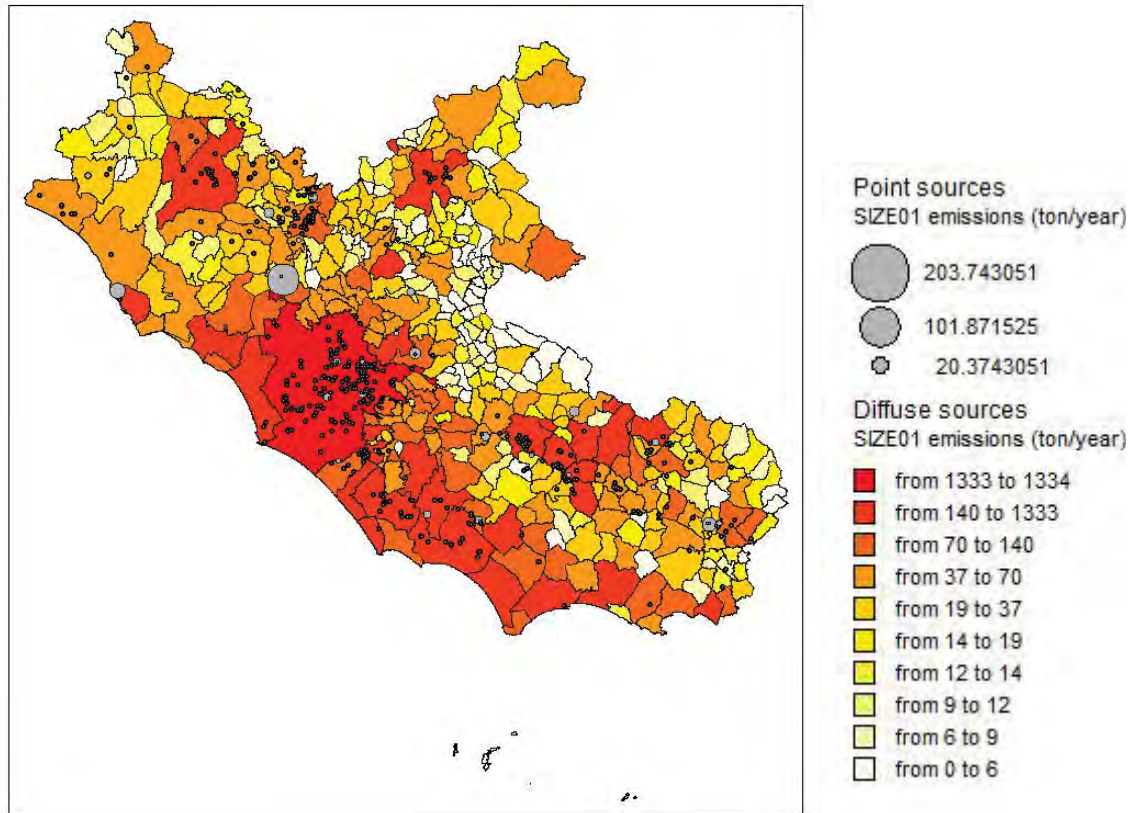 Point sources
SIZE01 emissions (ton/year)
203.743051
101.871525
20.3743051
Diffuse sources
SIZE01 emissions (ton/year)
from 1333 to 1334
from 140 to 1333
from 70 to 140
from 37 to 70
from 19 to 37
from 14 to 19
from 12 to 14
from 9 to 12
from 6 to 9
from 0 to 6